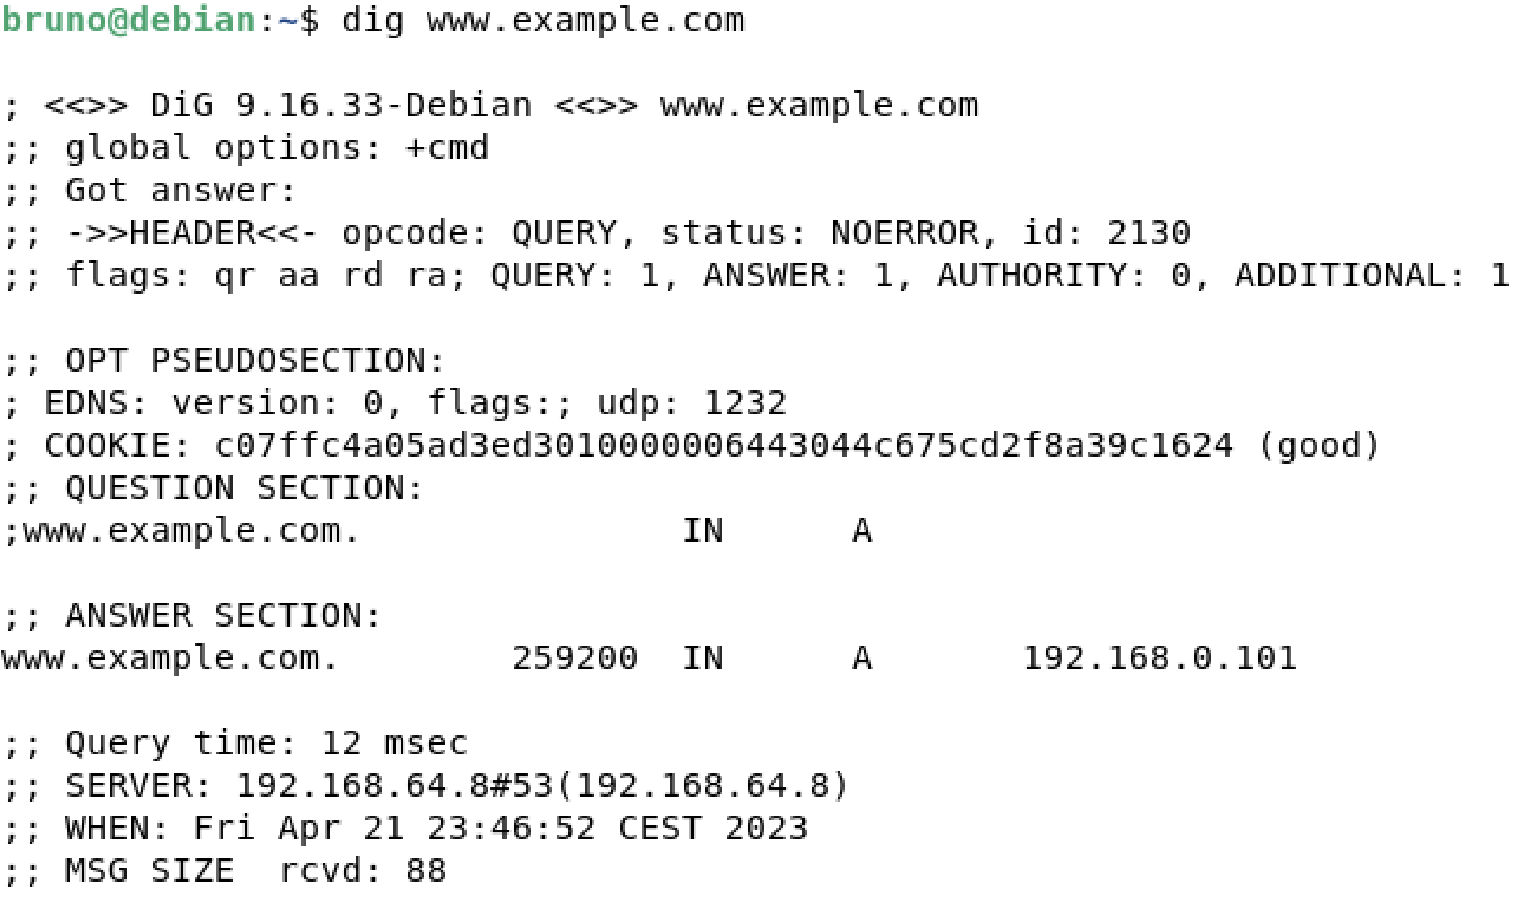 bruno@debian:~$ dig www.example.com
; <<>> DiG 9.16.33-Debian <<>> www.example.com
;; global options: +cmd
;; Got answer:
;; ->>HEADER<<- opcode: QUERY, status: NOERROR, id: 2130
;; flags: qr aa rd ra; QUERY: 1, ANSWER: 1, AUTHORITY: 0, ADDITIONAL: 1
;; OPT PSEUDOSECTION:
; EDNS: version: 0, flags:; udp: 1232
; COOKIE: c07ffc4a05ad3ed3010000006443044c675cd2f8a39c1624 (good)
;; QUESTION SECTION:
;www.example.com. IN A
;; ANSWER SECTION:
www.example.com. 259200 IN A 192.168.0.101
;; Query time: 12 msec
;; SERVER: 192.168.64.8#53(192.168.64.8)
;; WHEN: Fri Apr 21 23:46:52 CEST 2023
;; MSG SIZE  rcvd: 88